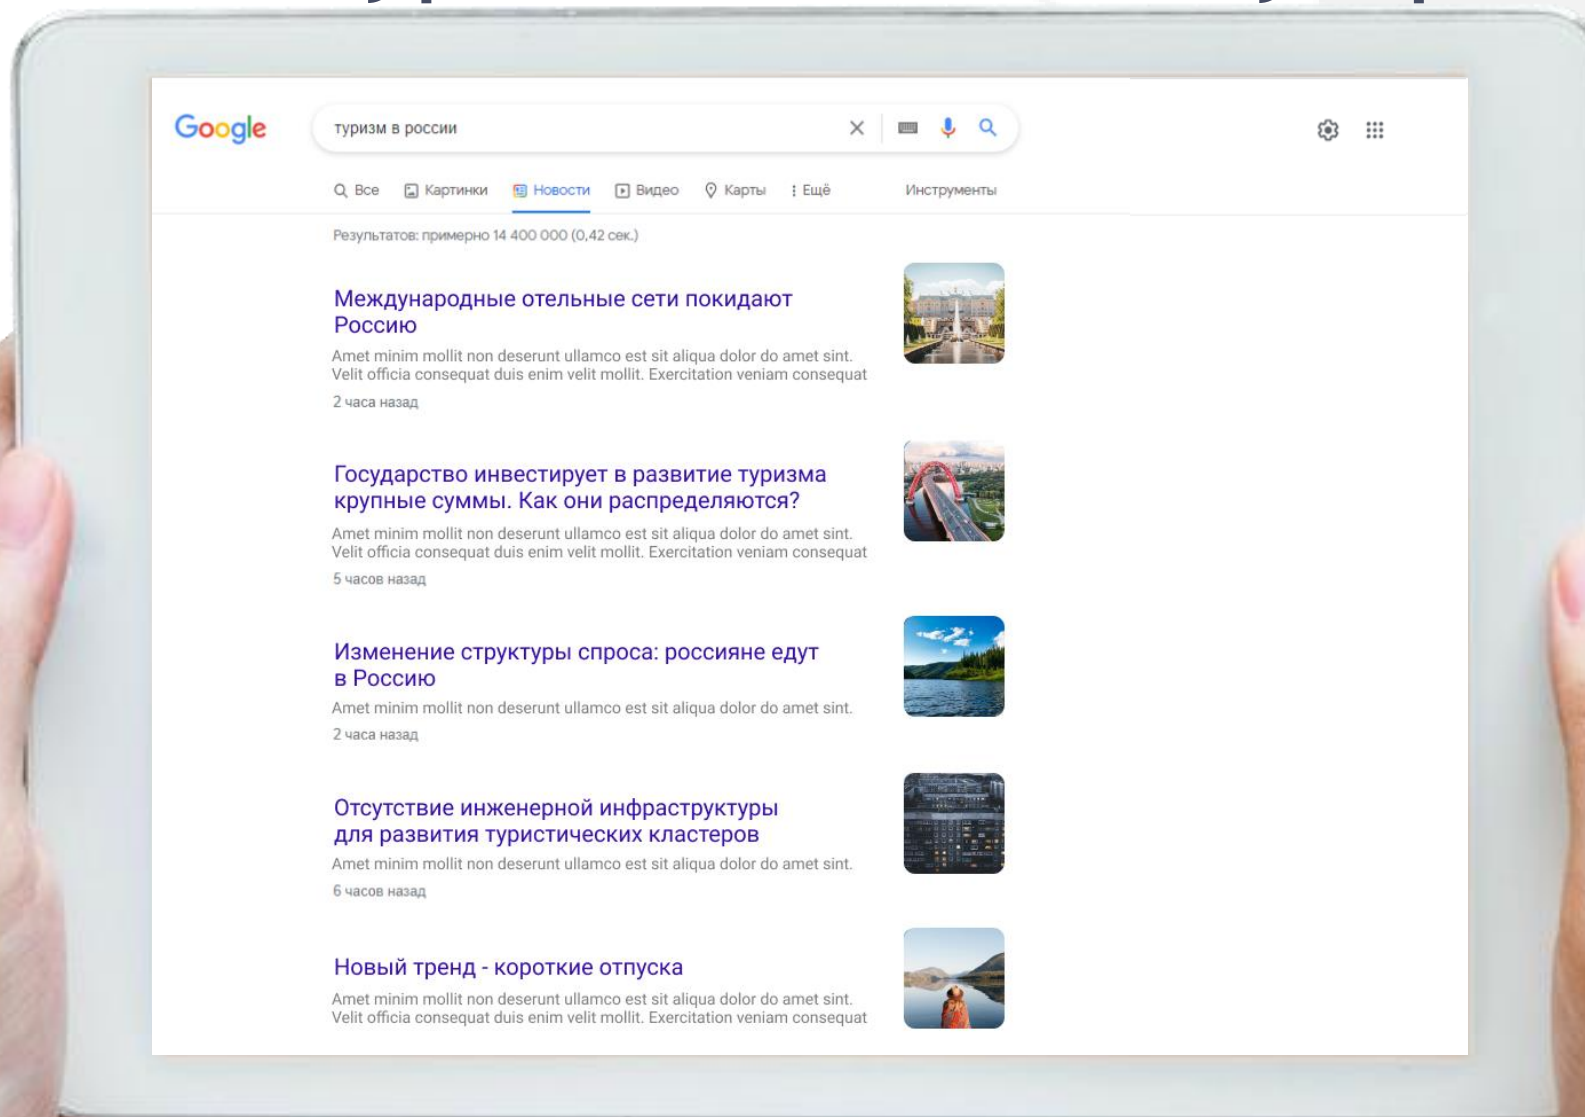 Google
туризм в россии
Все Картинки Новости Видео Карты Ещё Инструменты
Результатов: примерно 14 400 000 (0,42 сек.)
Международные отельные сети покидают
Россию
Amet minim mollit non deserunt ullamco est sit aliqua dolor do amet sint.
Velit officia consequat duis enim velit mollit. Exercitation veniam consequat
2 часа назад
Государство инвестирует в развитие туризма
крупные суммы. Как они распределяются?
Amet minim mollit non deserunt ullamco est sit aliqua dolor do amet sint.
Velit officia consequat duis enim velit mollit. Exercitation veniam consequat
5 часов назад
Изменение структуры спроса: россияне едут
в Россию
Amet minim mollit non deserunt ullamco est sit aliqua dolor do amet sint.
2 часа назад
Отсутствие инженерной инфраструктуры
для развития туристических кластеров
Amet minim mollit non deserunt ullamco est sit aliqua dolor do amet sint.
6 часов назад
Новый тренд - короткие отпуска
Amet minim mollit non deserunt ullamco est sit aliqua dolor do amet sint.
Velit officia consequat duis enim velit mollit. Exercitation veniam consequat